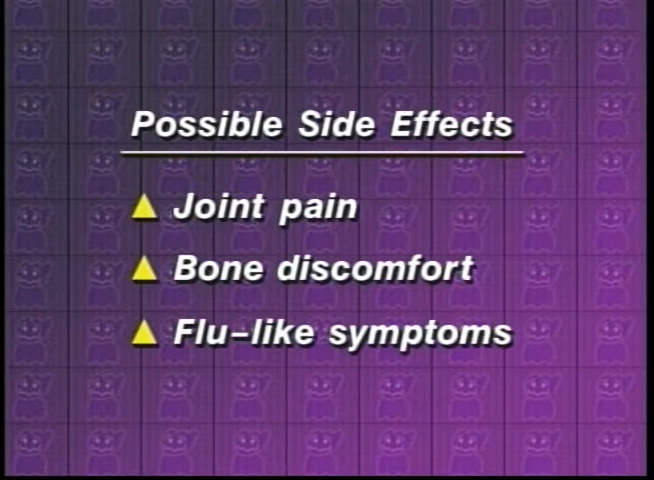 Possible Side Effects
Joint pain
Bone discomfort
Flu-like symptoms